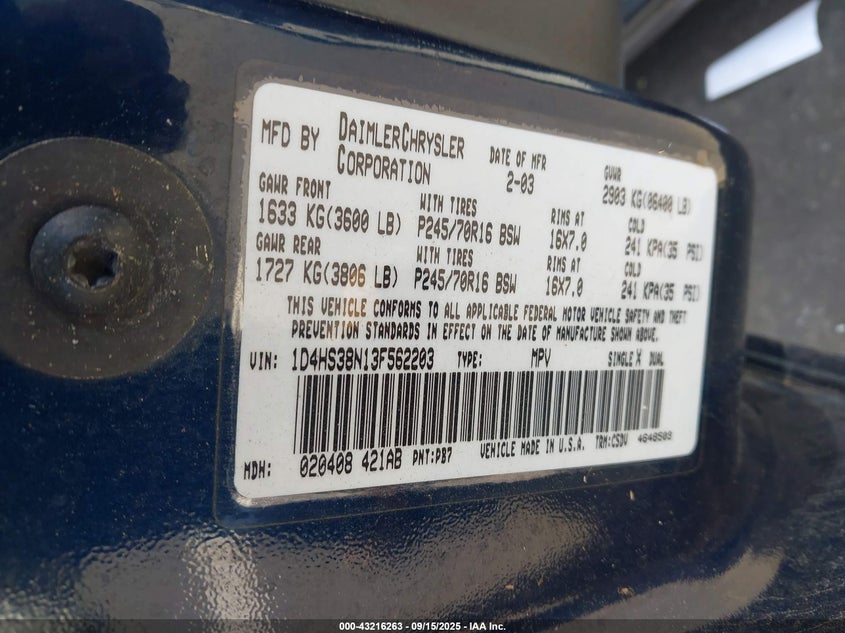 MFD BY DAIMLERCHRYSLER CORPORATION DATE OF MFR 2-03 GVWR 2903 KG(06400 LB)
GAWR FRONT WITH TIRES RIMS AT COLD
1633 KG(3600 LB) P245/70R16 BSW 16X7.0 241 KPA(35 PSI)
GAWR REAR WITH TIRES RIMS AT COLD
1727 KG(3806 LB) P245/70R16 BSW 16X7.0 241 KPA(35 PSI)
THIS VEHICLE CONFORMS TO ALL APPLICABLE FEDERAL MOTOR VEHICLE SAFETY AND THEFT
PREVENTION STANDARDS IN EFFECT ON THE DATE OF MANUFACTURE SHOWN ABOVE.
VIN: 1D4HS38N13F562203 TYPE: MPV SINGLE X DUAL
MDH: 020408 421AB PNT:PB7 VEHICLE MADE IN U.S.A. TRM:CSDV 4648503
000-43216263 - 09/15/2025 - IAA Inc.